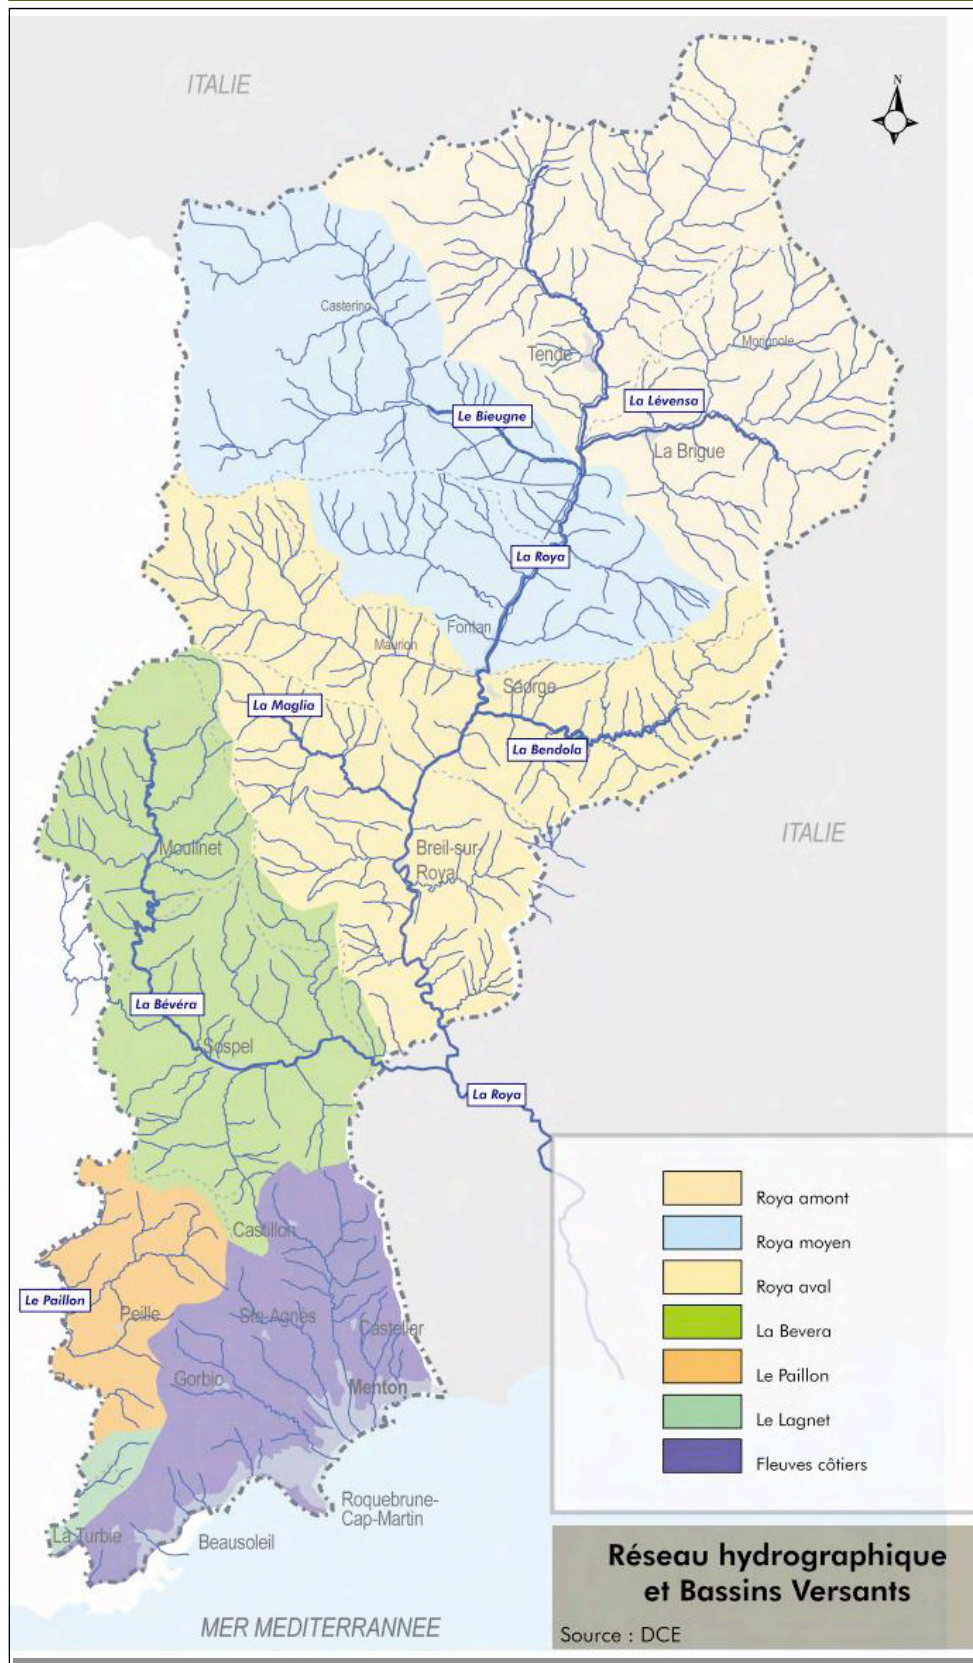 ITALIE
N
Casterino
Tende
Morignole
La Lévensa
Le Bieugne
La Brigue
La Roya
Fontan
Maurion
Saorge
La Maglia
La Bendola
ITALIE
Moulinet
Breil-sur-
Roya
La Bévéra
Sospel
La Roya
Castillon
Le Paillon
Peille
Ste-Agnès
Castellar
Gorbio
Menton
Roquebrune-
Cap-Martin
La Turbie
Beausoleil
MER MEDITERRANNEE
Roya amont
Roya moyen
Roya aval
La Bevera
Le Paillon
Le Lagnet
Fleuves côtiers
Réseau hydrographique
et Bassins Versants
Source : DCE